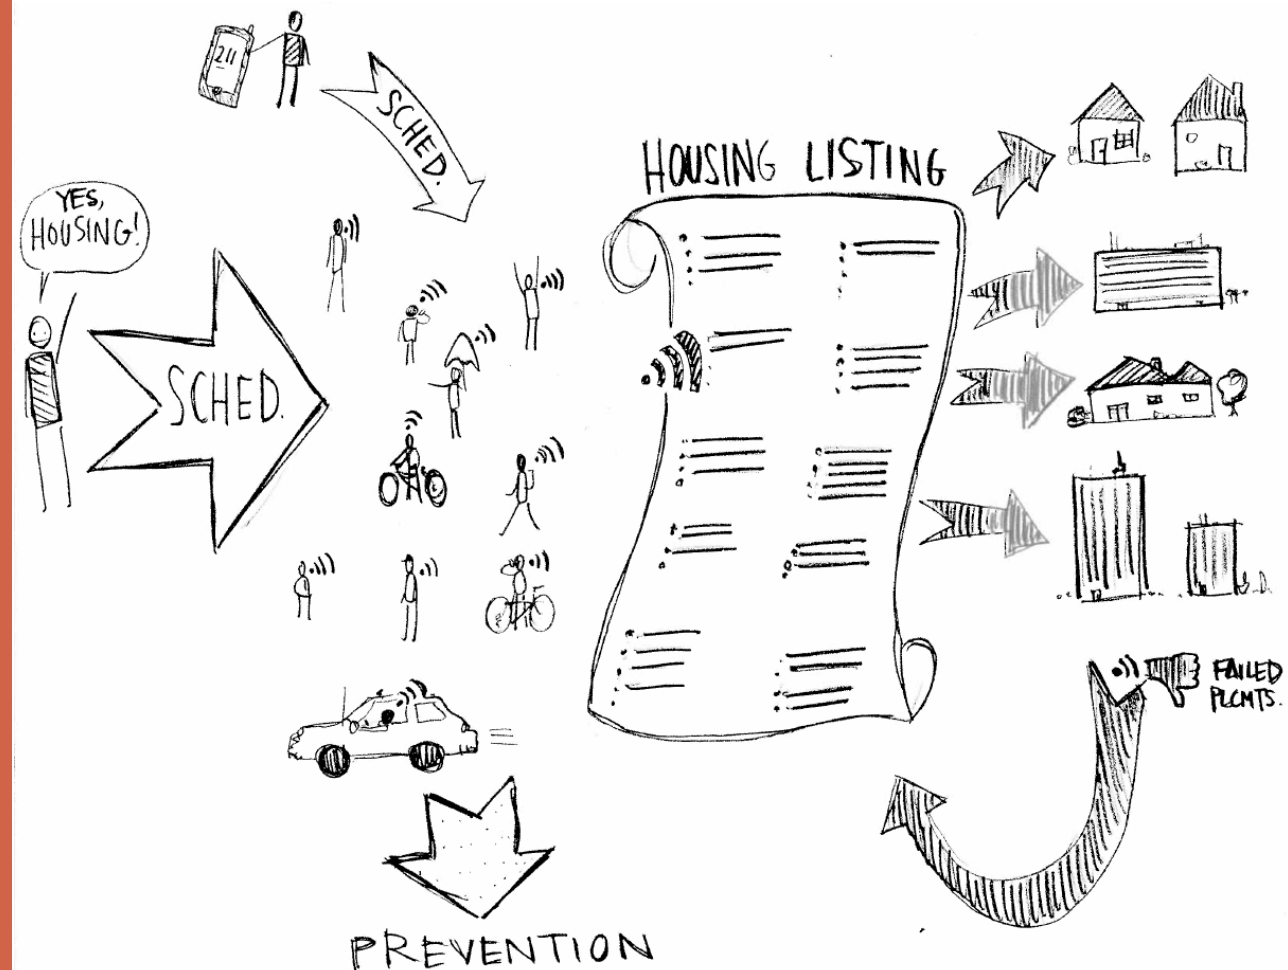 211
SCHED.
HOUSING LISTING
YES,
HOUSING!
SCHED.
FAILED
PLCMTS.
PREVENTION